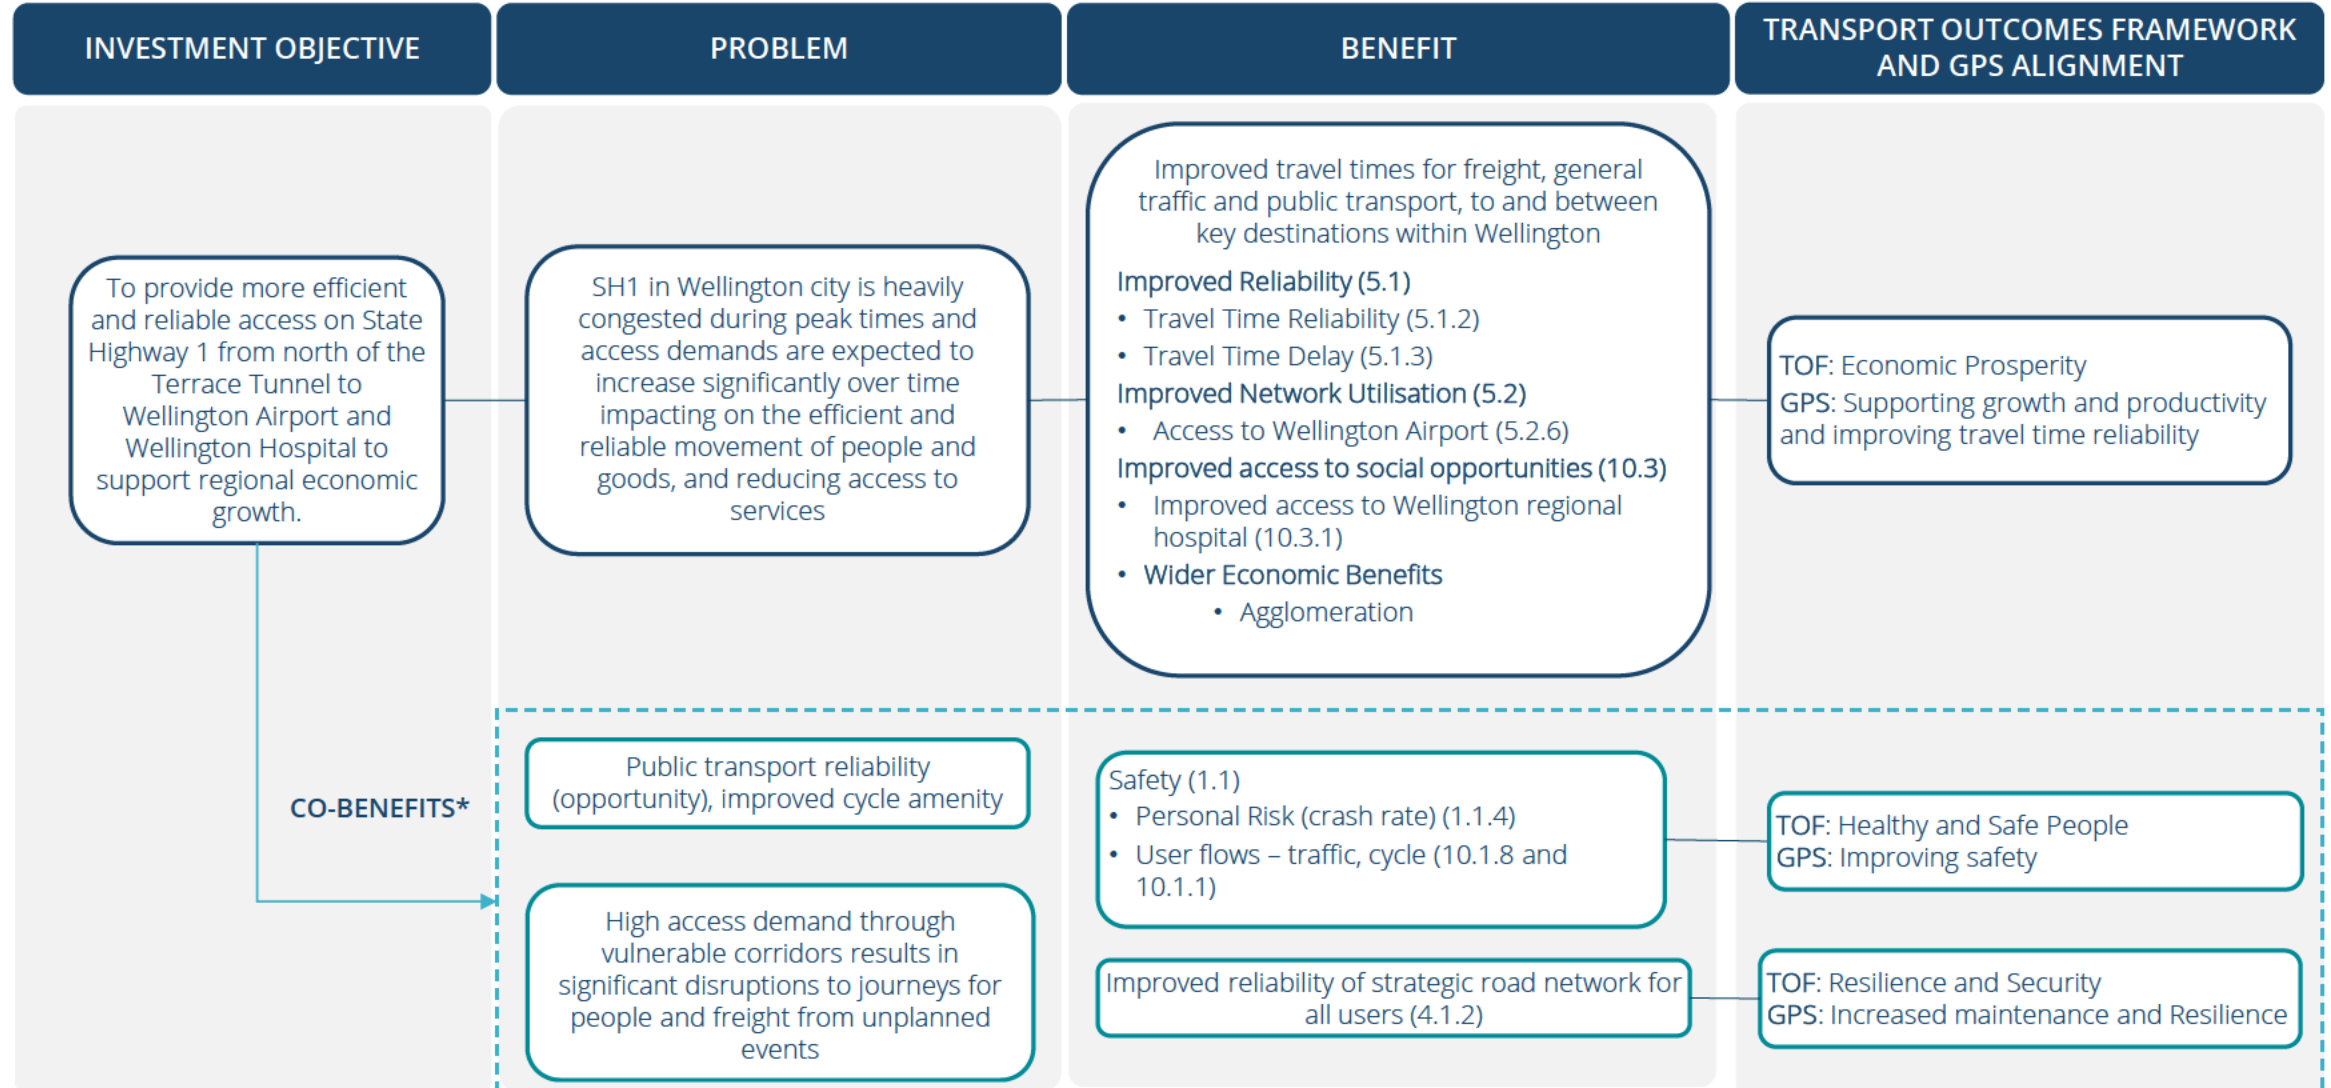 INVESTMENT OBJECTIVE
PROBLEM
BENEFIT
TRANSPORT OUTCOMES FRAMEWORK
AND GPS ALIGNMENT
To provide more efficient
and reliable access on State
Highway 1 from north of the
Terrace Tunnel to
Wellington Airport and
Wellington Hospital to
support regional economic
growth.
SH1 in Wellington city is heavily
congested during peak times and
access demands are expected to
increase significantly over time
impacting on the efficient and
reliable movement of people and
goods, and reducing access to
services
Improved travel times for freight, general
traffic and public transport, to and between
key destinations within Wellington
Improved Reliability (5.1)
• Travel Time Reliability (5.1.2)
• Travel Time Delay (5.1.3)
Improved Network Utilisation (5.2)
• Access to Wellington Airport (5.2.6)
Improved access to social opportunities (10.3)
• Improved access to Wellington regional
hospital (10.3.1)
• Wider Economic Benefits
• Agglomeration
TOF: Economic Prosperity
GPS: Supporting growth and productivity
and improving travel time reliability
CO-BENEFITS*
Public transport reliability
(opportunity), improved cycle amenity
High access demand through
vulnerable corridors results in
significant disruptions to journeys for
people and freight from unplanned
events
Safety (1.1)
• Personal Risk (crash rate) (1.1.4)
• User flows – traffic, cycle (10.1.8 and
10.1.1)
Improved reliability of strategic road network for
all users (4.1.2)
TOF: Healthy and Safe People
GPS: Improving safety
TOF: Resilience and Security
GPS: Increased maintenance and Resilience